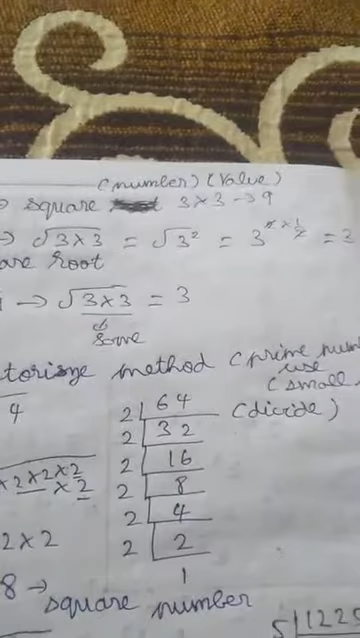 (number) (value)
square 3×3 → 9
→ √3×3 = √3² = 3^2×1/2 = 3
are root
→ √3×3 = 3
Solve
torise method (prime num
use
(small
4
2 | 64 (divide)
2 | 32
2 | 16
×2×2×2
×2
2 | 8
2 | 4
2×2
2 | 2
1
8 → square number
5 | 1225